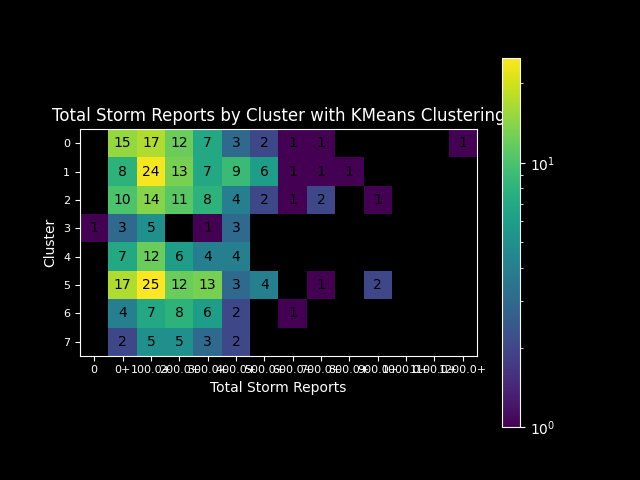 Total Storm Reports by Cluster with KMeans Clustering
0 15 17 12 7 3 2 1 1 1
1 8 24 13 7 9 6 1 1 1
2 10 14 11 8 4 2 1 2 1
3 1 3 5 1 3
4 7 12 6 4 4
5 17 25 12 13 3 4 1 2
6 4 7 8 6 2 1
7 2 5 5 3 2
Cluster
0 0+ 100.0+ 200.0+ 300.0+ 400.0+ 500.0+ 600.0+ 700.0+ 800.0+ 900.0+ 1000.0+ 1100.0+ 1200.0+
Total Storm Reports
10¹
10⁰